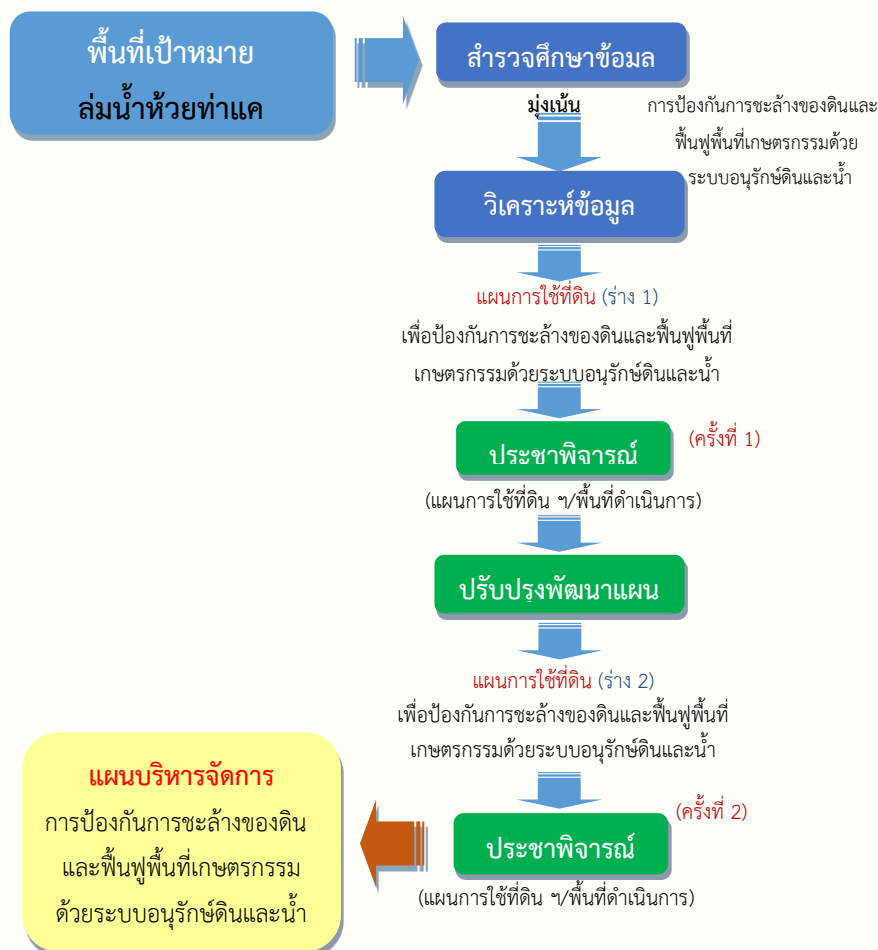 พื้นที่เป้าหมาย
ล่มน้ำห้วยท่าแค
สำรวจศึกษาข้อมล
มุ่งเน้น
การป้องกันการชะล้างของดินและ
ฟื้นฟูพื้นที่เกษตรกรรมด้วย
ระบบอนุรักษ์ดินและน้ำ
วิเคราะห์ข้อมูล
แผนการใช้ที่ดิน (ร่าง 1)
เพื่อป้องกันการชะล้างของดินและฟื้นฟูพื้นที่
เกษตรกรรมด้วยระบบอนุรักษ์ดินและน้ำ
ประชาพิจารณ์
(ครั้งที่ 1)
(แผนการใช้ที่ดิน ฯ/พื้นที่ดำเนินการ)
ปรับปรุงพัฒนาแผน
แผนการใช้ที่ดิน (ร่าง 2)
เพื่อป้องกันการชะล้างของดินและฟื้นฟูพื้นที่
เกษตรกรรมด้วยระบบอนุรักษ์ดินและน้ำ
ประชาพิจารณ์
(ครั้งที่ 2)
(แผนการใช้ที่ดิน ฯ/พื้นที่ดำเนินการ)
แผนบริหารจัดการ
การป้องกันการชะล้างของดิน
และฟื้นฟูพื้นที่เกษตรกรรม
ด้วยระบบอนุรักษ์ดินและน้ำ